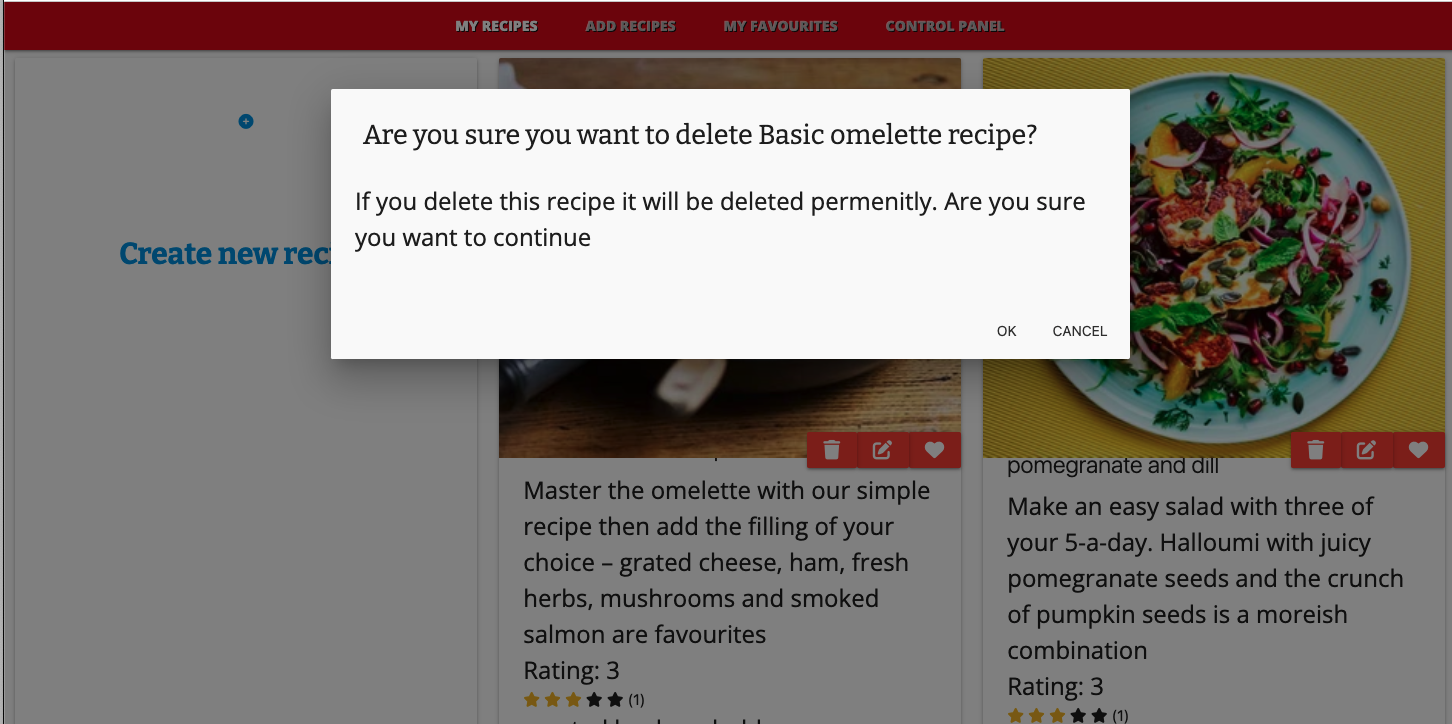 MY RECIPES ADD RECIPES MY FAVOURITES CONTROL PANEL
Are you sure you want to delete Basic omelette recipe?
If you delete this recipe it will be deleted permenitly. Are you sure
you want to continue
OK CANCEL
Create new
Master the omelette with our simple
recipe then add the filling of your
choice – grated cheese, ham, fresh
herbs, mushrooms and smoked
salmon are favourites
Rating: 3
(1)
pomegranate and dill
Make an easy salad with three of
your 5-a-day. Halloumi with juicy
pomegranate seeds and the crunch
of pumpkin seeds is a moreish
combination
Rating: 3
(1)